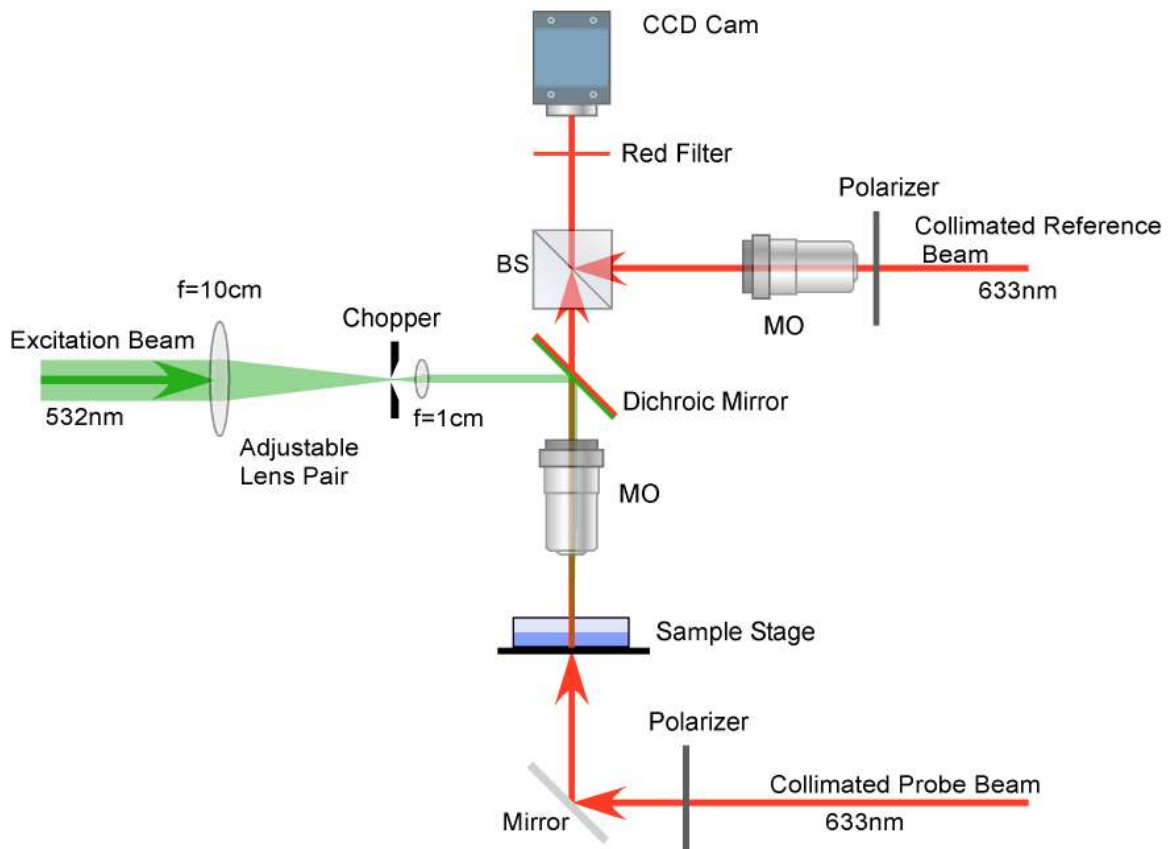 CCD Cam
Red Filter
Polarizer
Collimated Reference
Beam
633nm
BS
MO
f=10cm
Chopper
Excitation Beam
532nm
f=1cm
Adjustable
Lens Pair
Dichroic Mirror
MO
Sample Stage
Polarizer
Collimated Probe Beam
633nm
Mirror